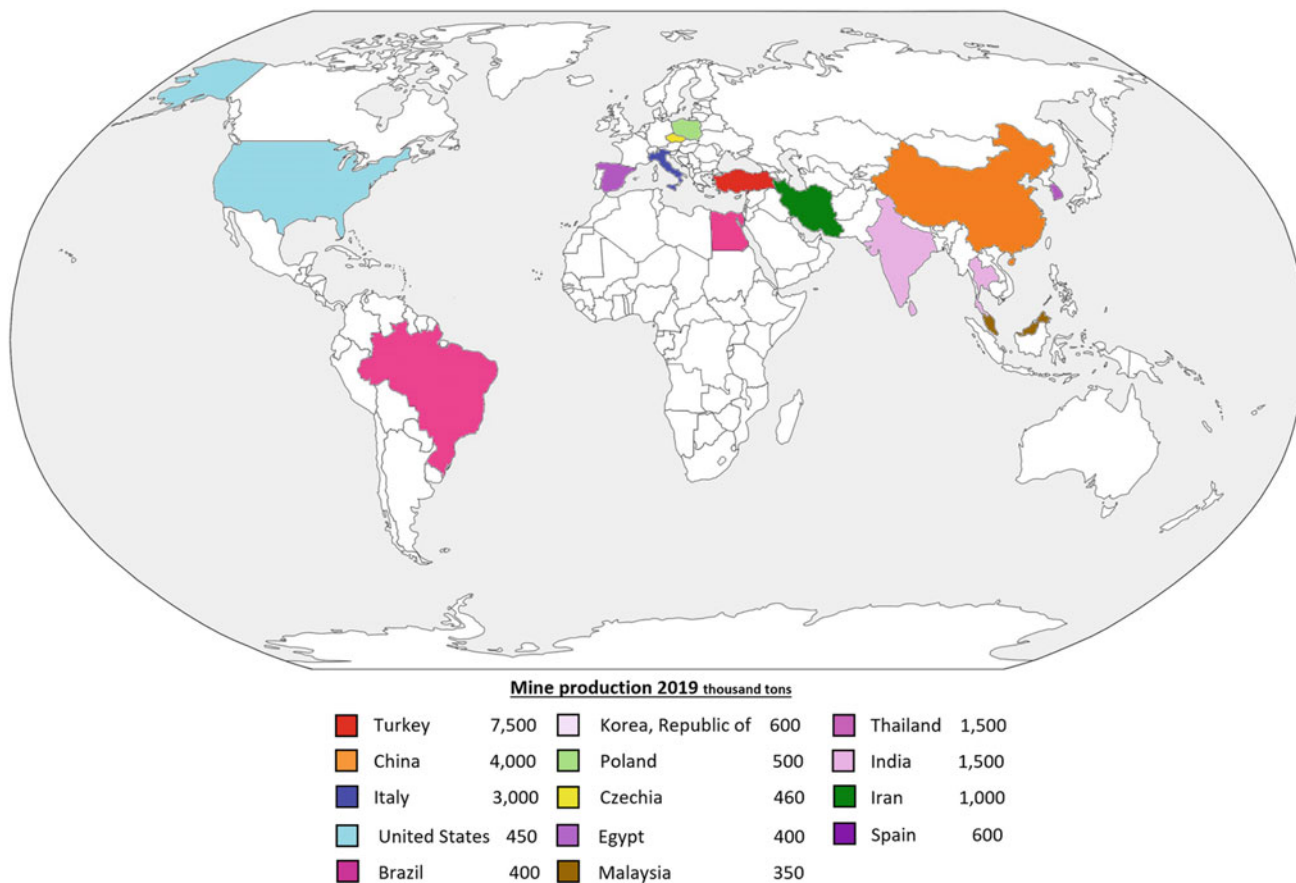 Mine production 2019 thousand tons
Turkey 7,500 Korea, Republic of 600 Thailand 1,500
China 4,000 Poland 500 India 1,500
Italy 3,000 Czechia 460 Iran 1,000
United States 450 Egypt 400 Spain 600
Brazil 400 Malaysia 350